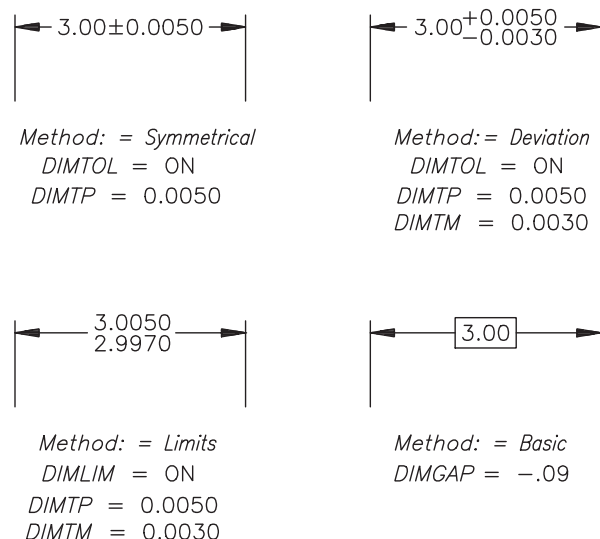 3.00±0.0050
Method: = Symmetrical
DIMTOL = ON
DIMTP = 0.0050
3.00+0.0050
−0.0030
Method:= Deviation
DIMTOL = ON
DIMTP = 0.0050
DIMTM = 0.0030
3.0050
2.9970
Method: = Limits
DIMLIM = ON
DIMTP = 0.0050
DIMTM = 0.0030
3.00
Method: = Basic
DIMGAP = −.09